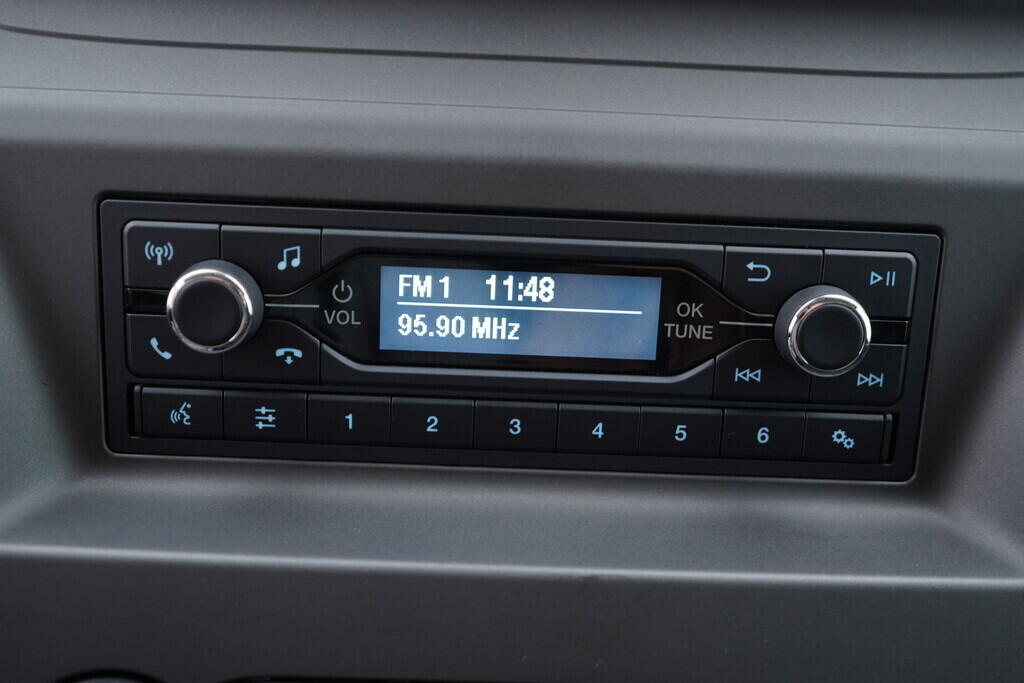 FM 1 11:48
95.90 MHz
VOL
OK
TUNE
1 2 3 4 5 6